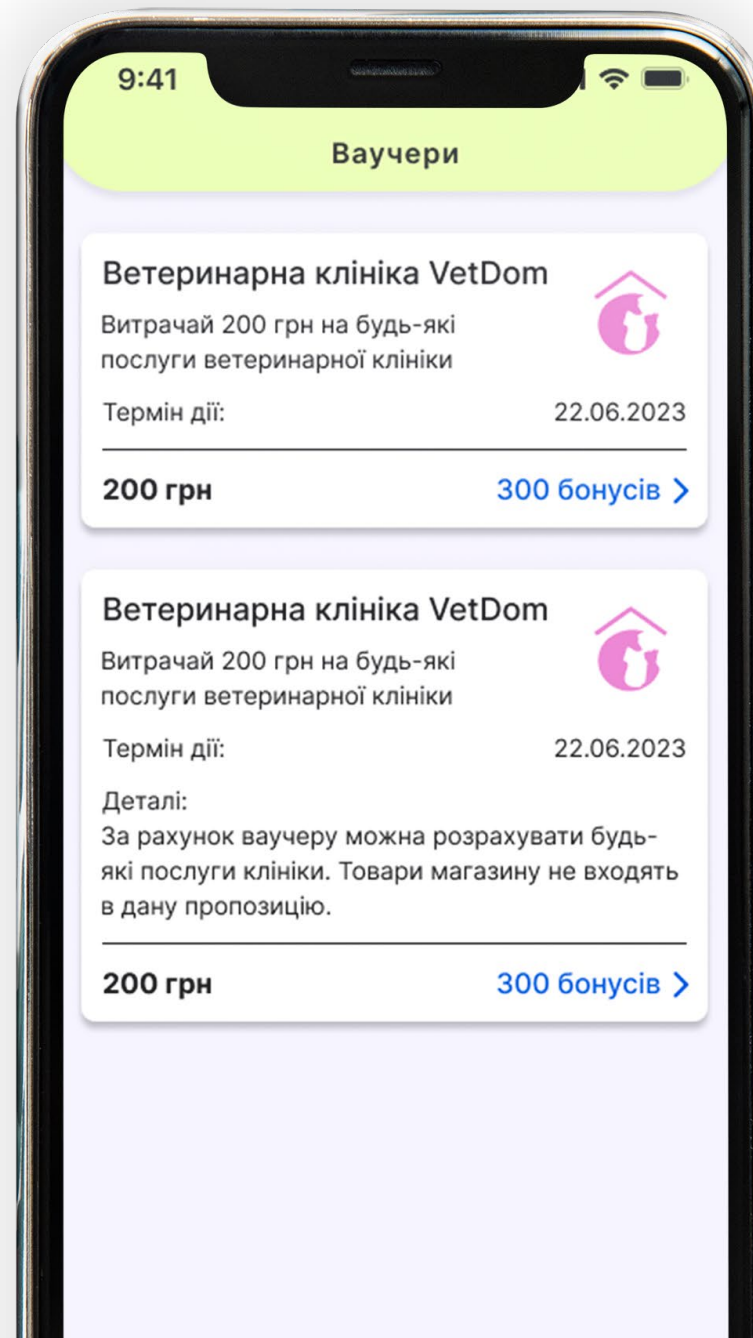 9:41
Ваучери
Ветеринарна клініка VetDom
Витрачай 200 грн на будь-які
послуги ветеринарної клініки
Термін дії: 22.06.2023
200 грн 300 бонусів
Ветеринарна клініка VetDom
Витрачай 200 грн на будь-які
послуги ветеринарної клініки
Термін дії: 22.06.2023
Деталі:
За рахунок ваучеру можна розрахувати будь-
які послуги клініки. Товари магазину не входять
в дану пропозицію.
200 грн 300 бонусів